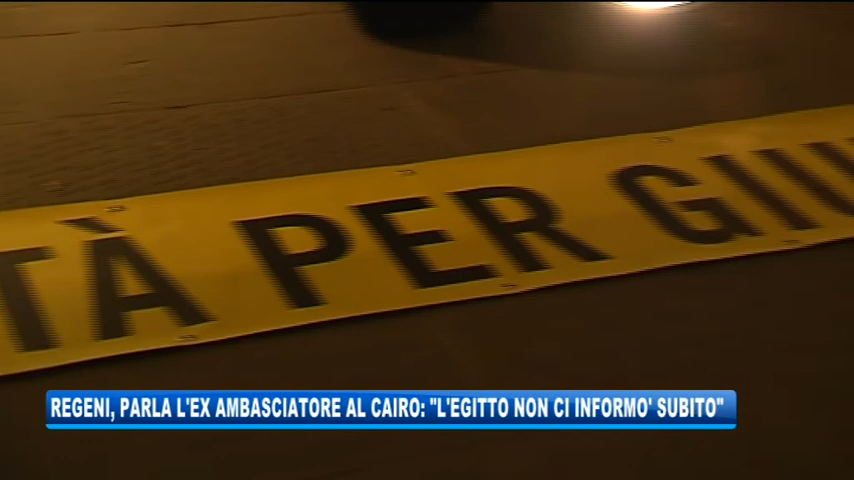 TÀ PER GIU
REGENI, PARLA L'EX AMBASCIATORE AL CAIRO: "L'EGITTO NON CI INFORMO' SUBITO"